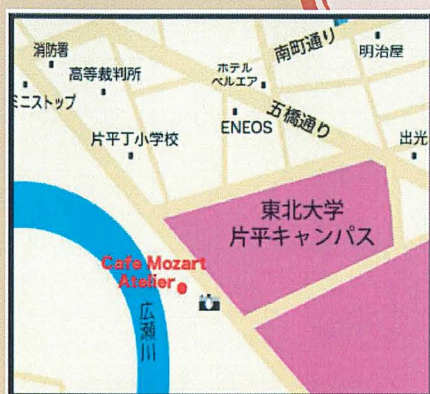 南町通り
明治屋
消防署
高等裁判所
ホテル
ベルエア
ミニストップ
ENEOS
五橋通り
片平丁小学校
出光
東北大学
片平キャンパス
Cafe Mozart
Atelier
広瀬川